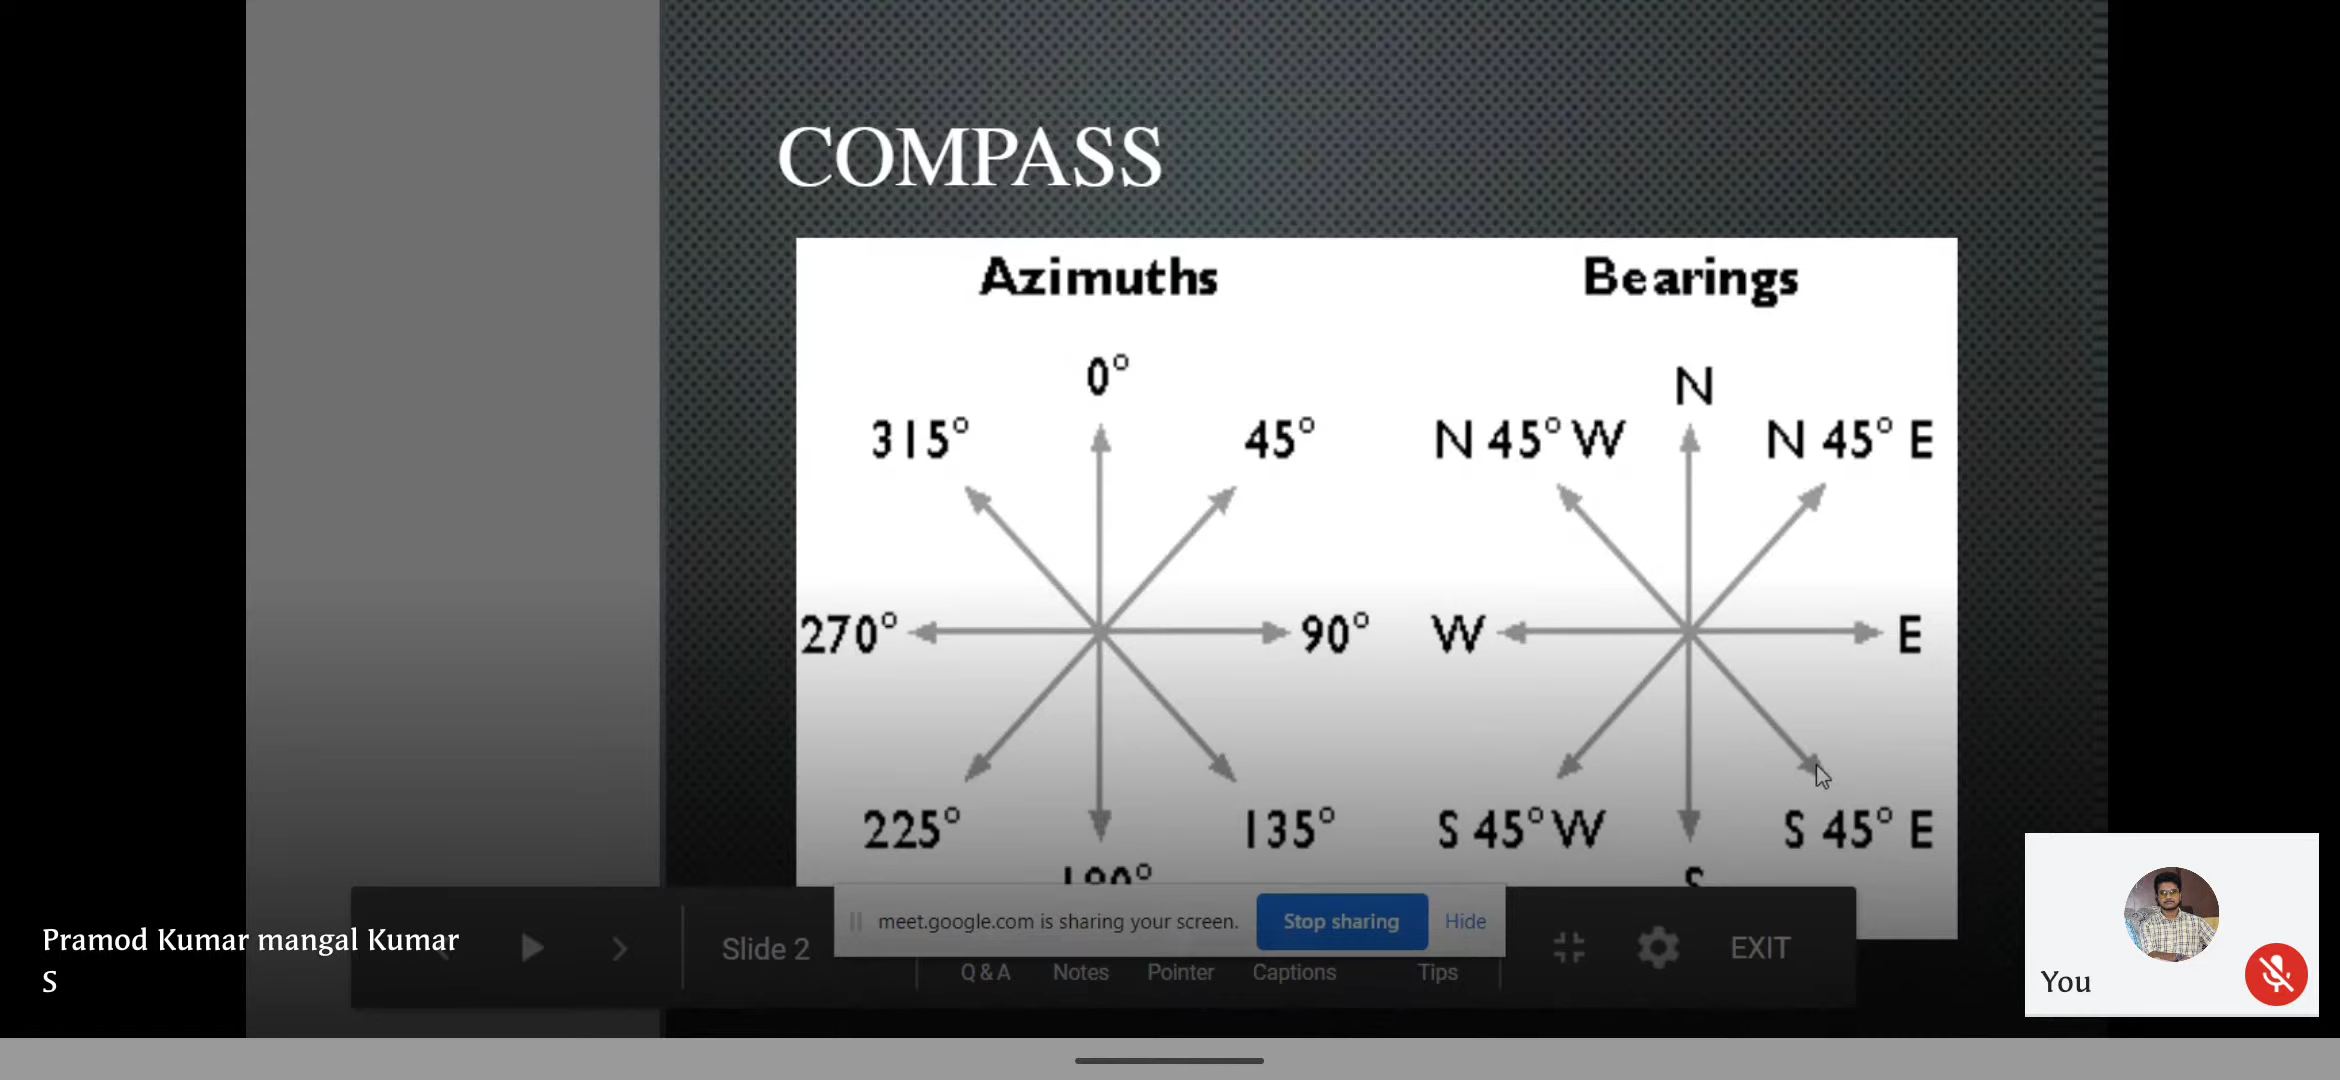 COMPASS
Azimuths
Bearings
0°
N
315°
45°
N 45° W
N 45° E
270°
90°
W
E
225°
135°
S 45° W
S 45° E
180°
S
meet.google.com is sharing your screen.
Stop sharing
Hide
Pramod Kumar mangal Kumar
S
Slide 2
EXIT
Q & A
Notes
Pointer
Captions
Tips
You